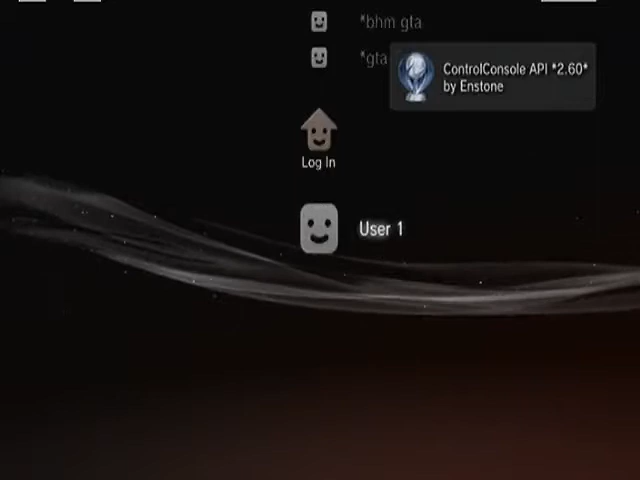 *bhm gta
*gta
ControlConsole API *2.60*
by Enstone
Log In
User 1